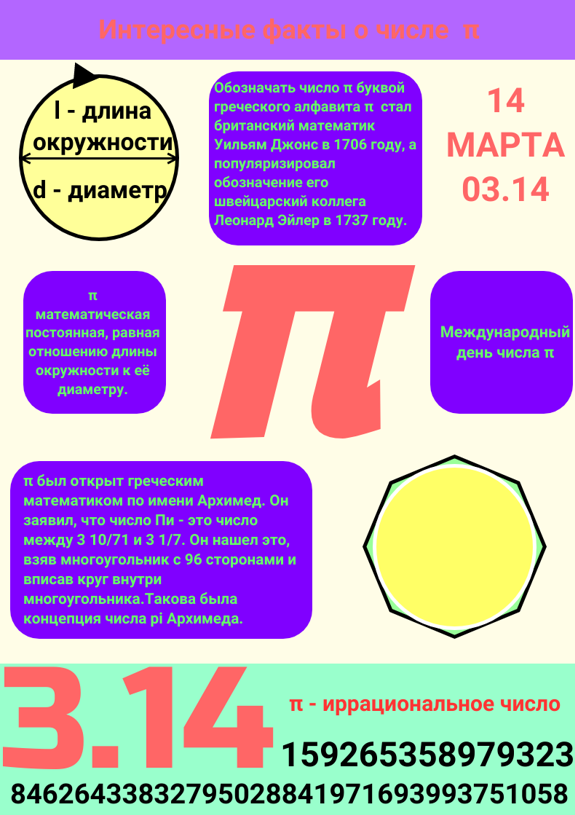 Интересные факты о числе π
l - длина
окружности
d - диаметр
Обозначать число π буквой
греческого алфавита π стал
британский математик
Уильям Джонс в 1706 году, а
популяризировал
обозначение его
швейцарский коллега
Леонард Эйлер в 1737 году.
14
МАРТА
03.14
π
математическая
постоянная, равная
отношению длины
окружности к её
диаметру.
π
Международный
день числа π
π был открыт греческим
математиком по имени Архимед. Он
заявил, что число Пи - это число
между 3 10/71 и 3 1/7. Он нашел это,
взяв многоугольник с 96 сторонами и
вписав круг внутри
многоугольника.Такова была
концепция числа pi Архимеда.
3.14
π - иррациональное число
159265358979323
84626433832795028841971693993751058